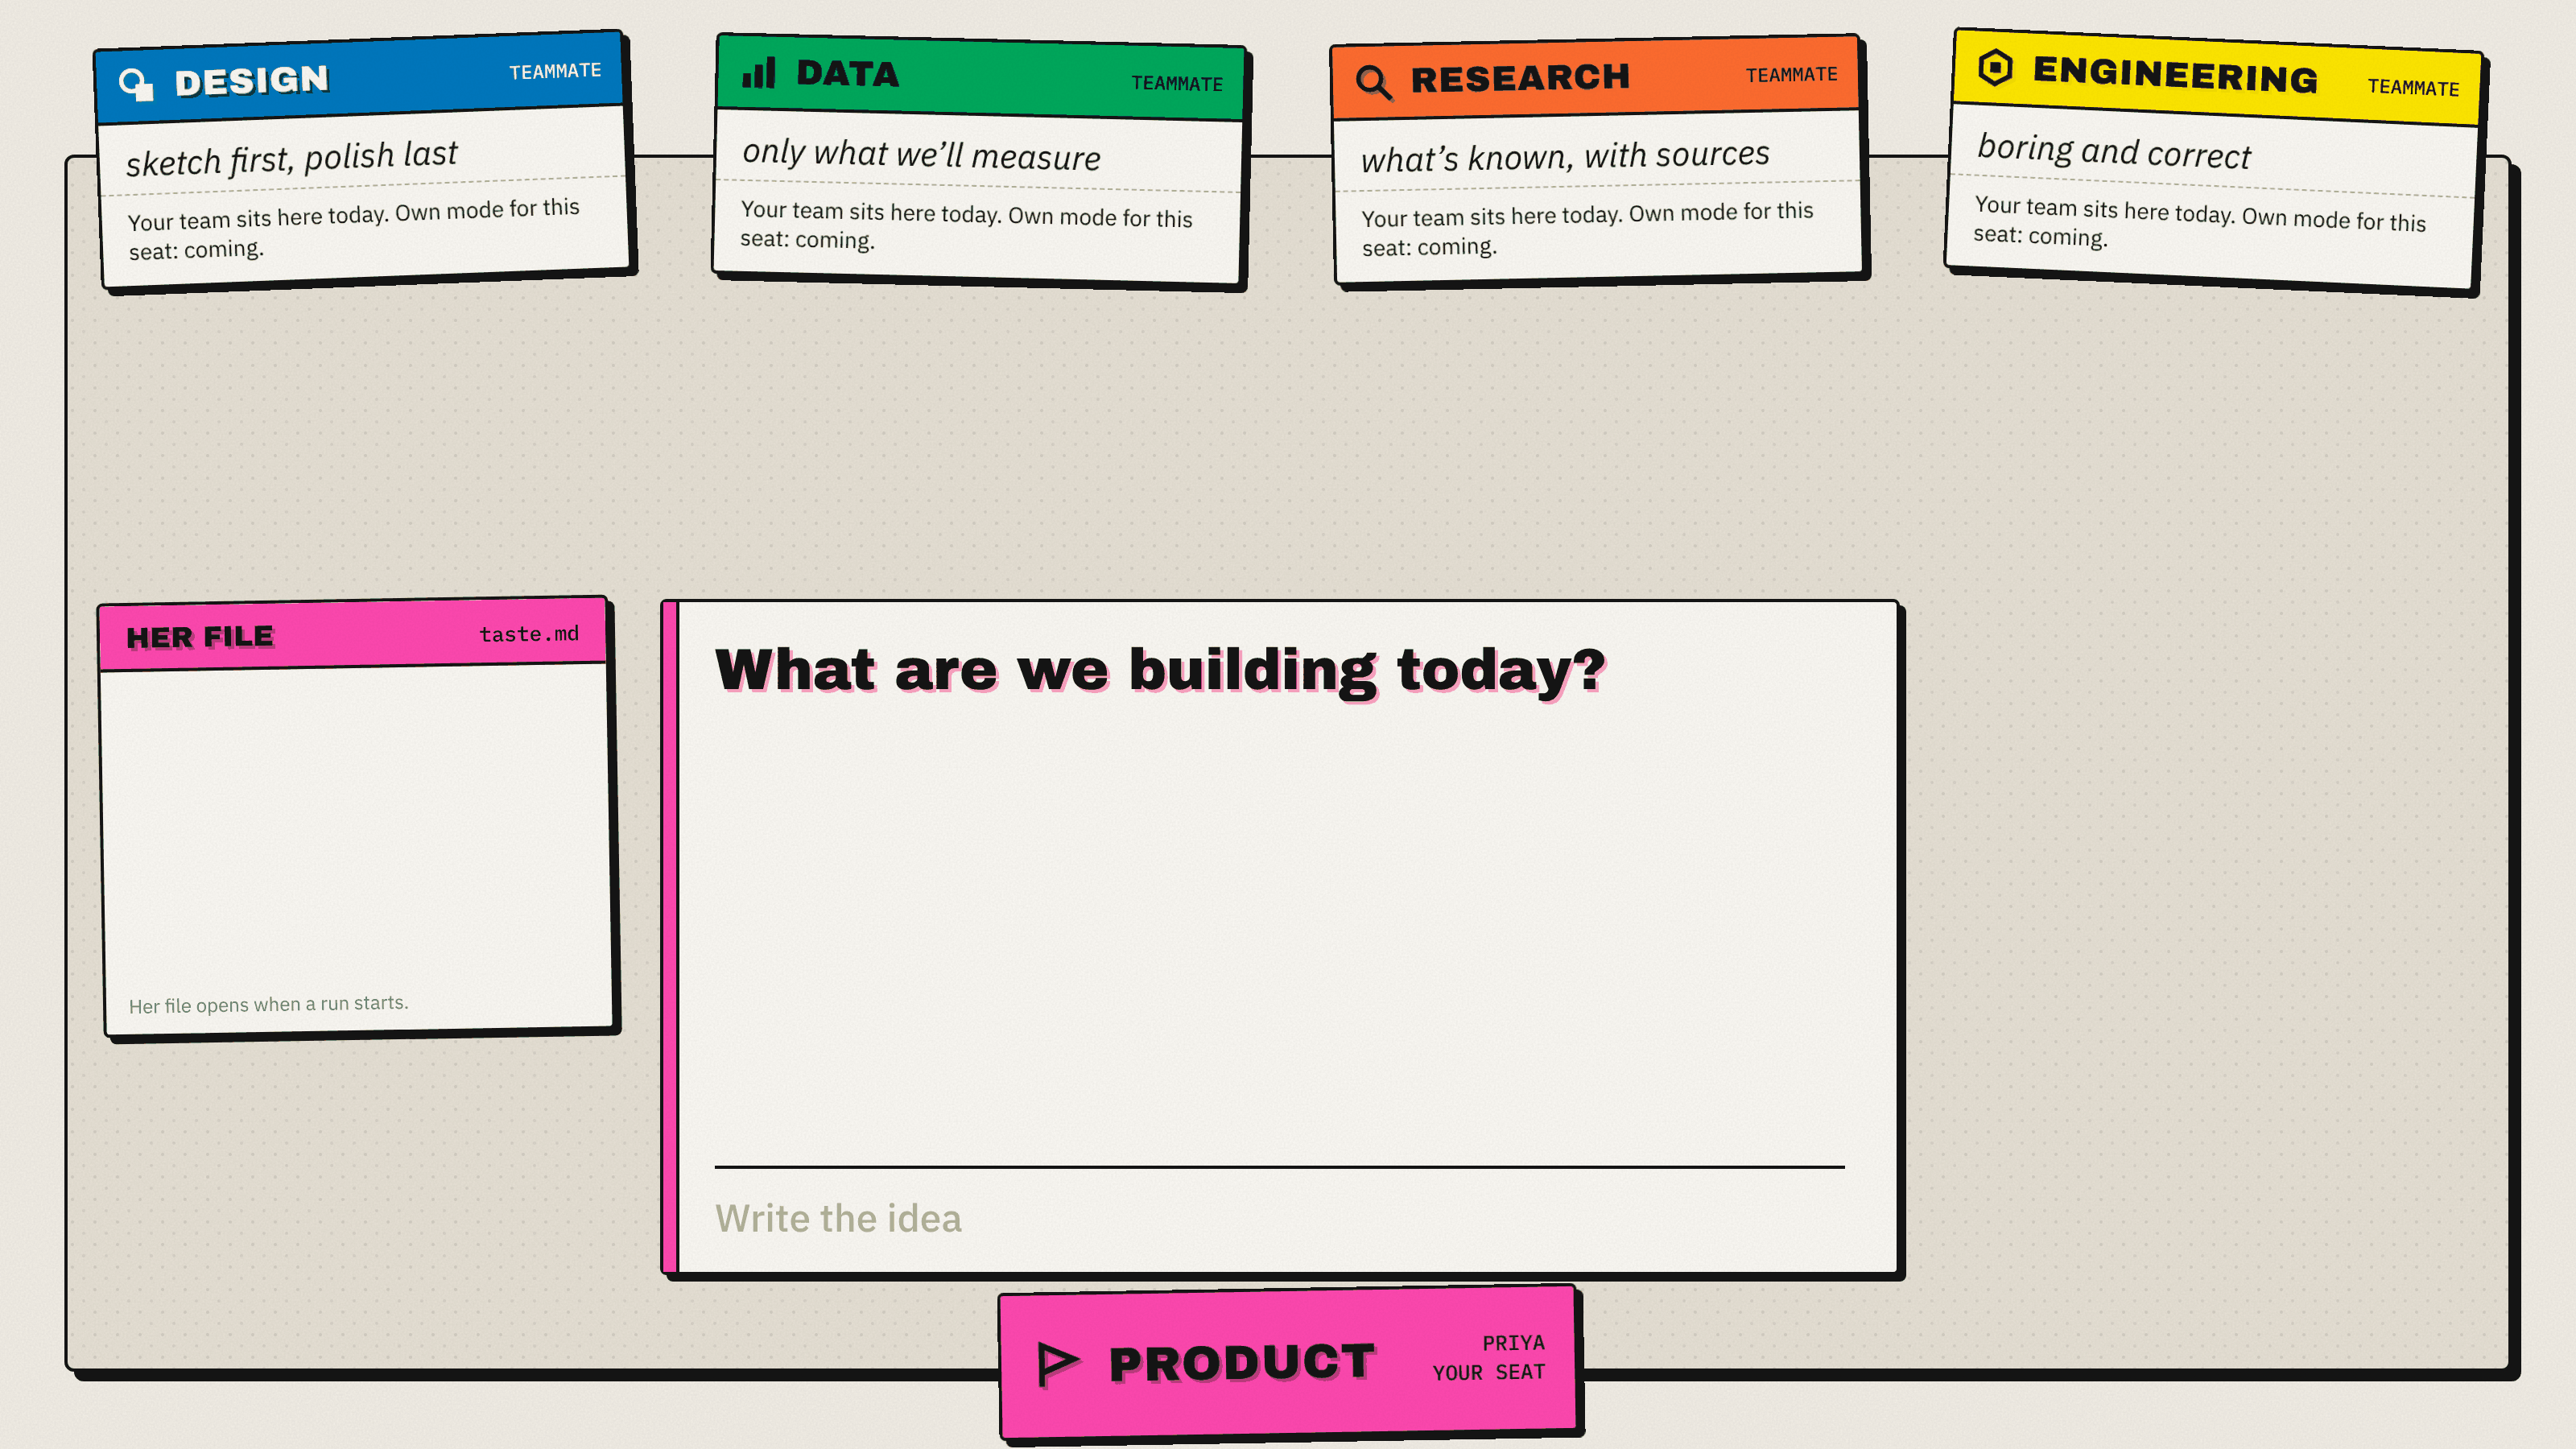 DESIGN TEAMMATE
sketch first, polish last
Your team sits here today. Own mode for this
seat: coming.
DATA TEAMMATE
only what we’ll measure
Your team sits here today. Own mode for this
seat: coming.
RESEARCH TEAMMATE
what’s known, with sources
Your team sits here today. Own mode for this
seat: coming.
ENGINEERING TEAMMATE
boring and correct
Your team sits here today. Own mode for this
seat: coming.
HER FILE taste.md
Her file opens when a run starts.
What are we building today?
Write the idea
PRODUCT
PRIYA
YOUR SEAT